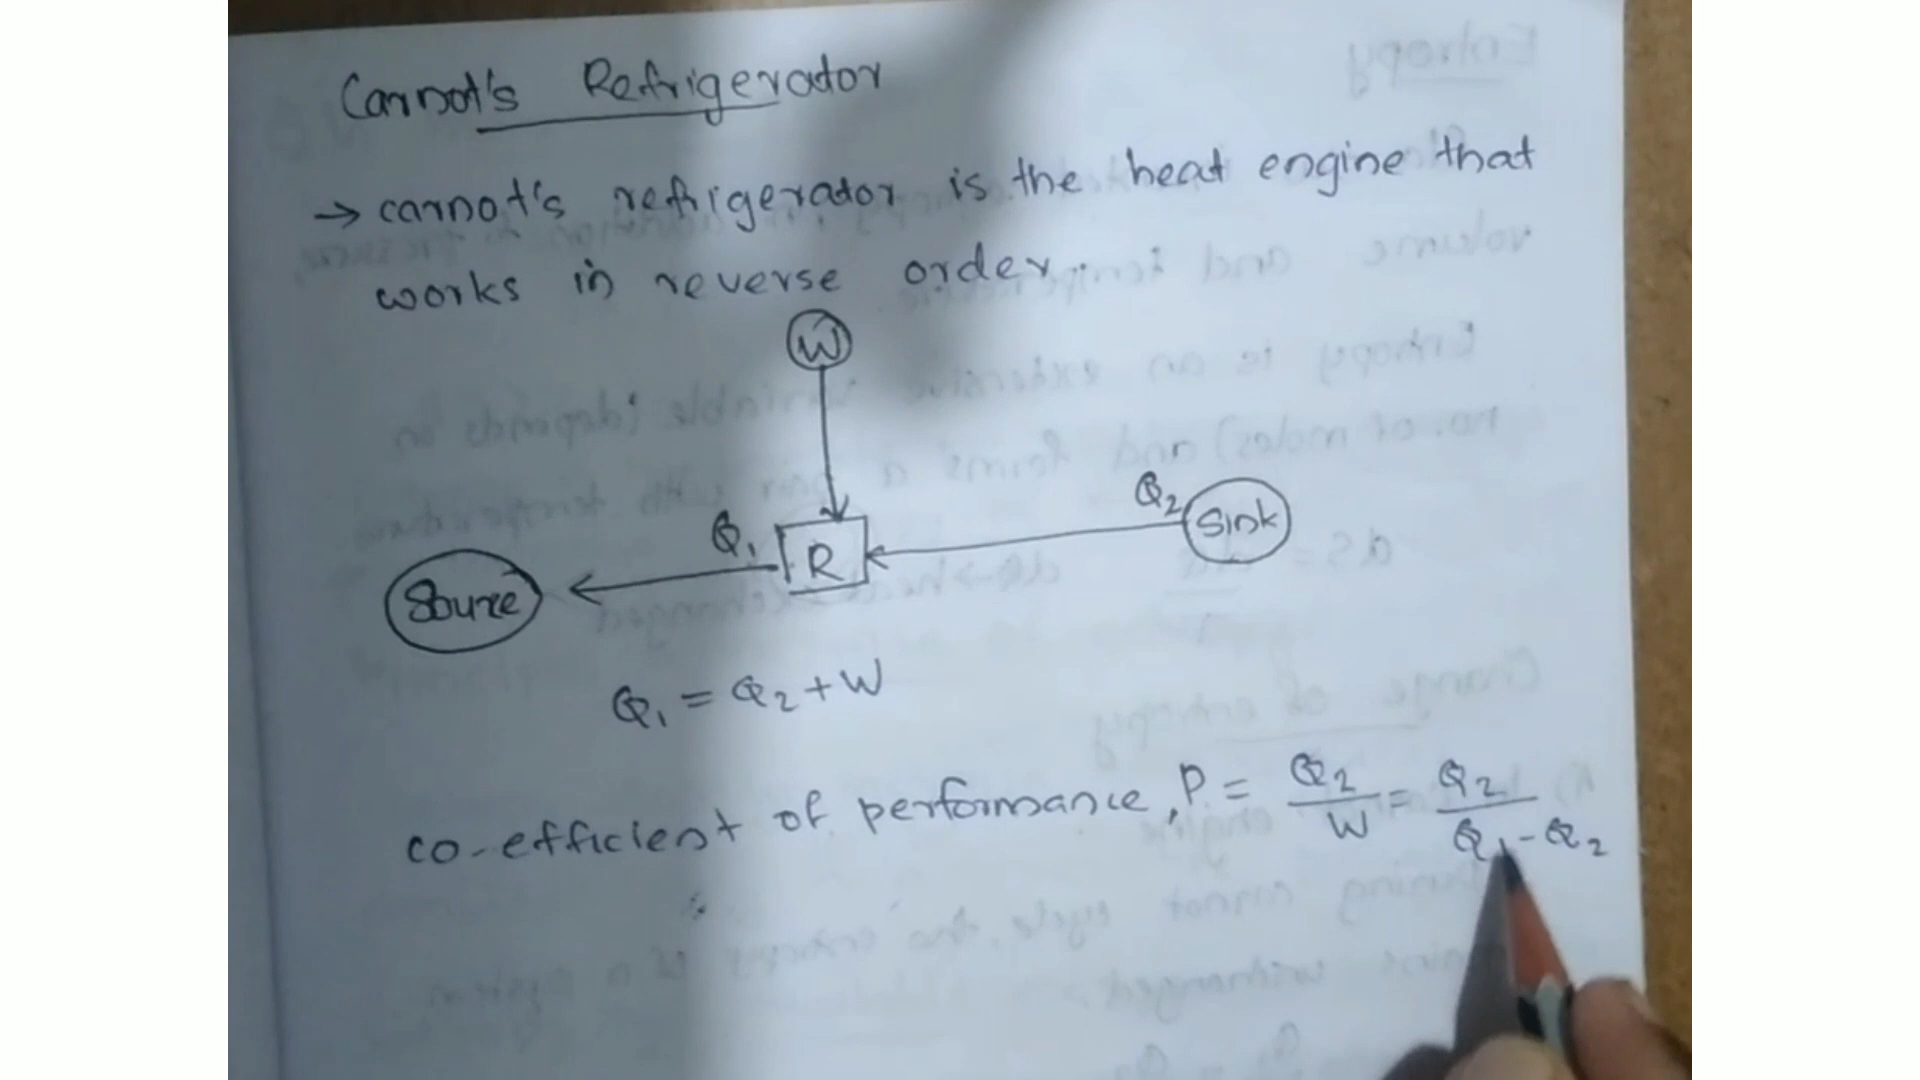 Carnot's Refrigerator
→ carnot's refrigerator is the heat engine that
works in reverse order.
W
Q₂ Sink
Q₁ R
Source
Q₁ = Q₂ + W
co-efficient of performance, P = Q₂/W = Q₂/(Q₁-Q₂)